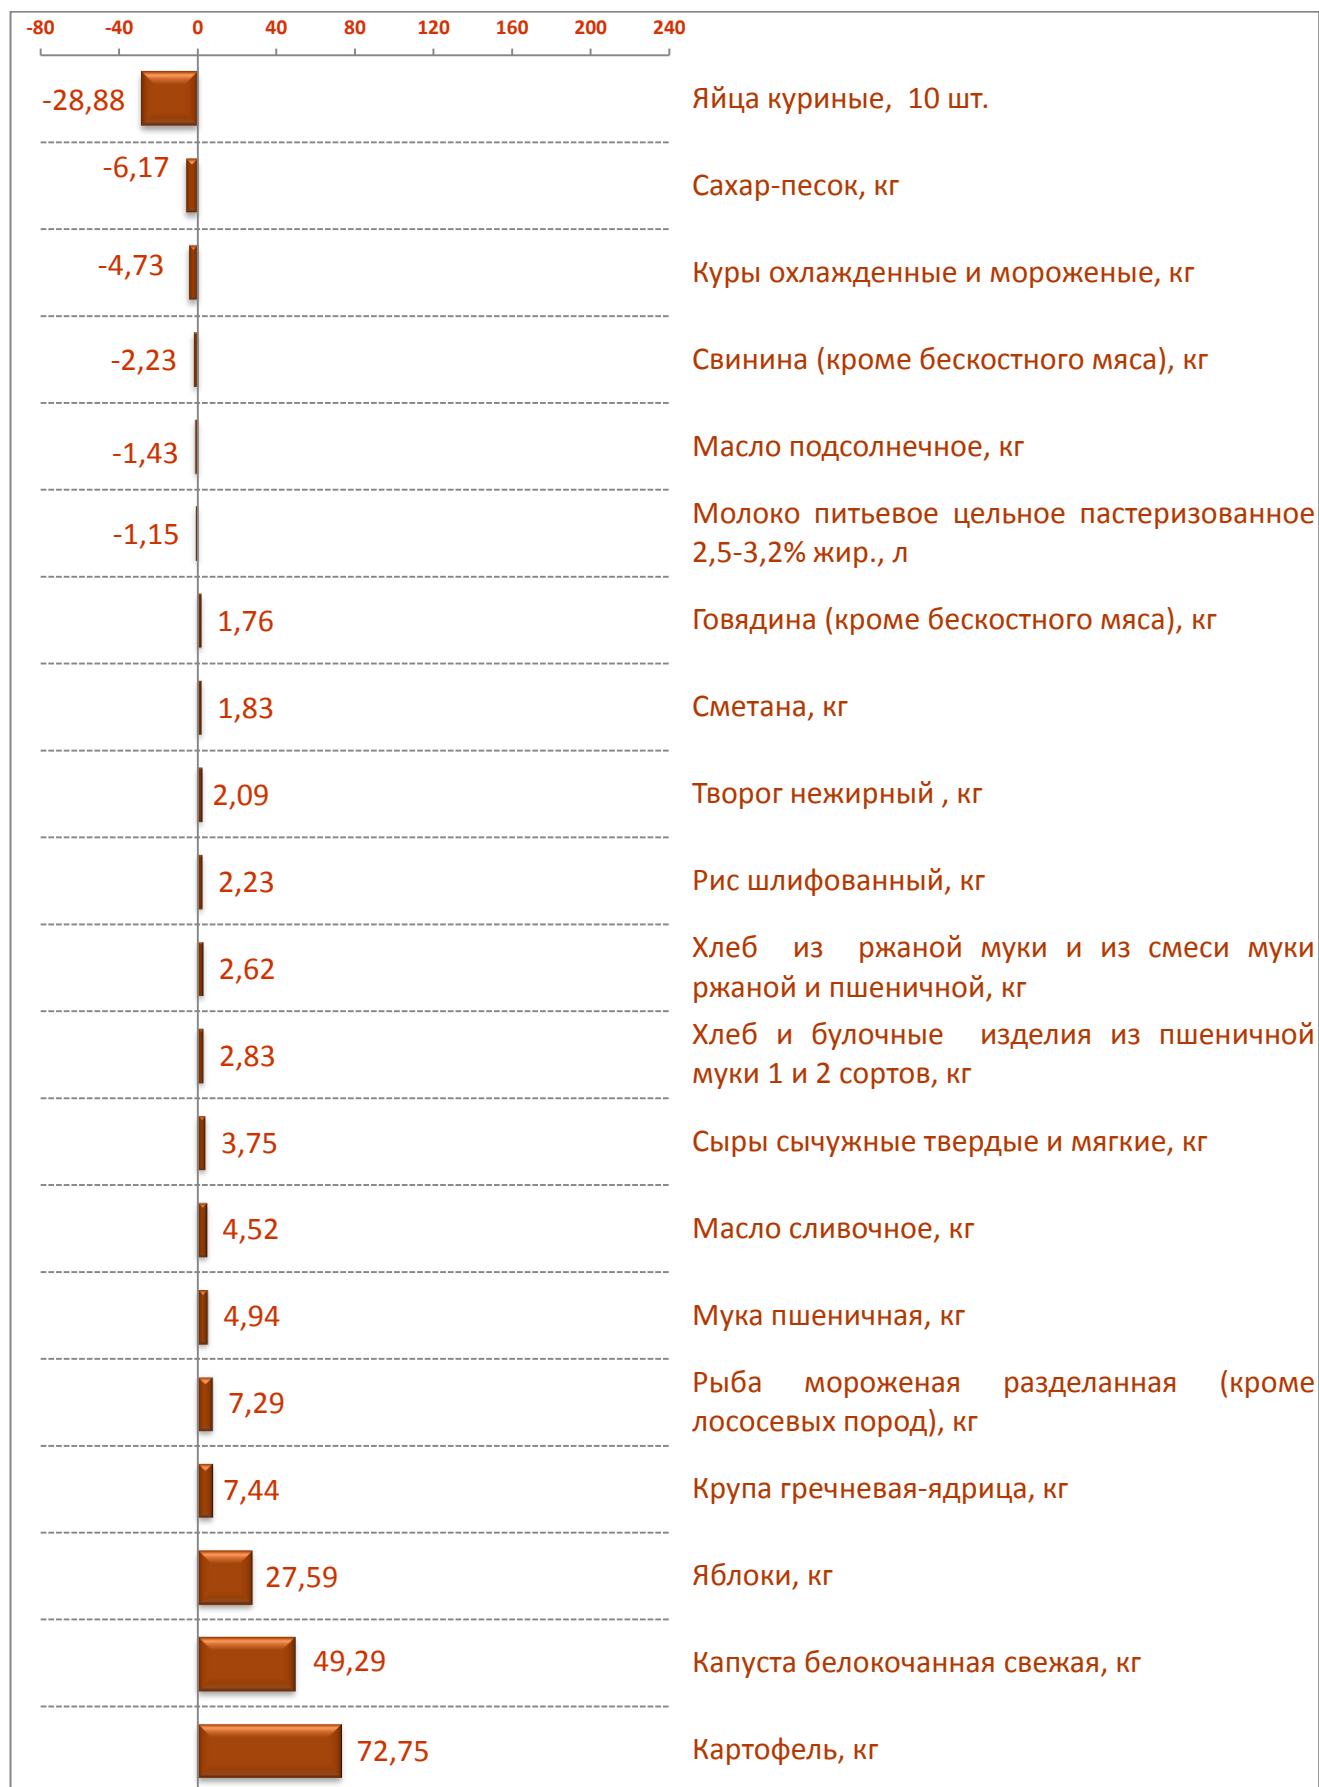 -80 -40 0 40 80 120 160 200 240
-28,88 Яйца куриные, 10 шт.
-6,17 Сахар-песок, кг
-4,73 Куры охлажденные и мороженые, кг
-2,23 Свинина (кроме бескостного мяса), кг
-1,43 Масло подсолнечное, кг
-1,15 Молоко питьевое цельное пастеризованное
2,5-3,2% жир., л
1,76 Говядина (кроме бескостного мяса), кг
1,83 Сметана, кг
2,09 Творог нежирный , кг
2,23 Рис шлифованный, кг
2,62 Хлеб из ржаной муки и из смеси муки
ржаной и пшеничной, кг
2,83 Хлеб и булочные изделия из пшеничной
муки 1 и 2 сортов, кг
3,75 Сыры сычужные твердые и мягкие, кг
4,52 Масло сливочное, кг
4,94 Мука пшеничная, кг
7,29 Рыба мороженая разделанная (кроме
лососевых пород), кг
7,44 Крупа гречневая-ядрица, кг
27,59 Яблоки, кг
49,29 Капуста белокочанная свежая, кг
72,75 Картофель, кг